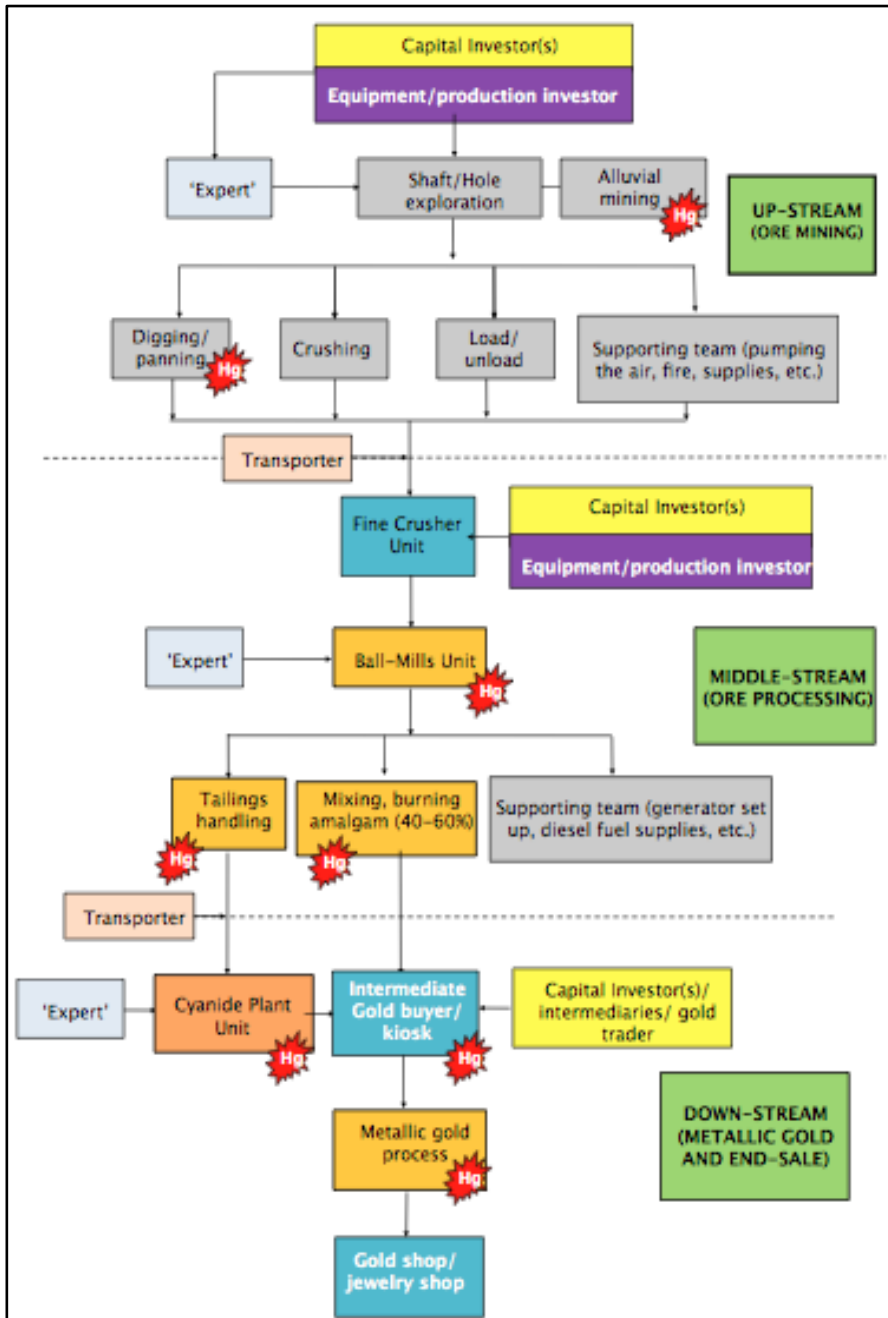 Capital Investor(s)
Equipment/production investor
'Expert'
Shaft/Hole
exploration
Alluvial
mining
Hg
UP-STREAM
(ORE MINING)
Digging/
panning
Hg
Crushing
Load/
unload
Supporting team (pumping
the air, fire, supplies, etc.)
Transporter
Fine Crusher
Unit
Capital Investor(s)
Equipment/production investor
'Expert'
Ball-Mills Unit
Hg
MIDDLE-STREAM
(ORE PROCESSING)
Tailings
handling
Hg
Mixing, burning
amalgam (40-60%)
Hg
Supporting team (generator set
up, diesel fuel supplies, etc.)
Transporter
'Expert'
Cyanide Plant
Unit
Hg
Intermediate
Gold buyer/
kiosk
Hg
Capital Investor(s)/
intermediaries/ gold
trader
DOWN-STREAM
(METALLIC GOLD
AND END-SALE)
Metallic gold
process
Hg
Gold shop/
jewelry shop